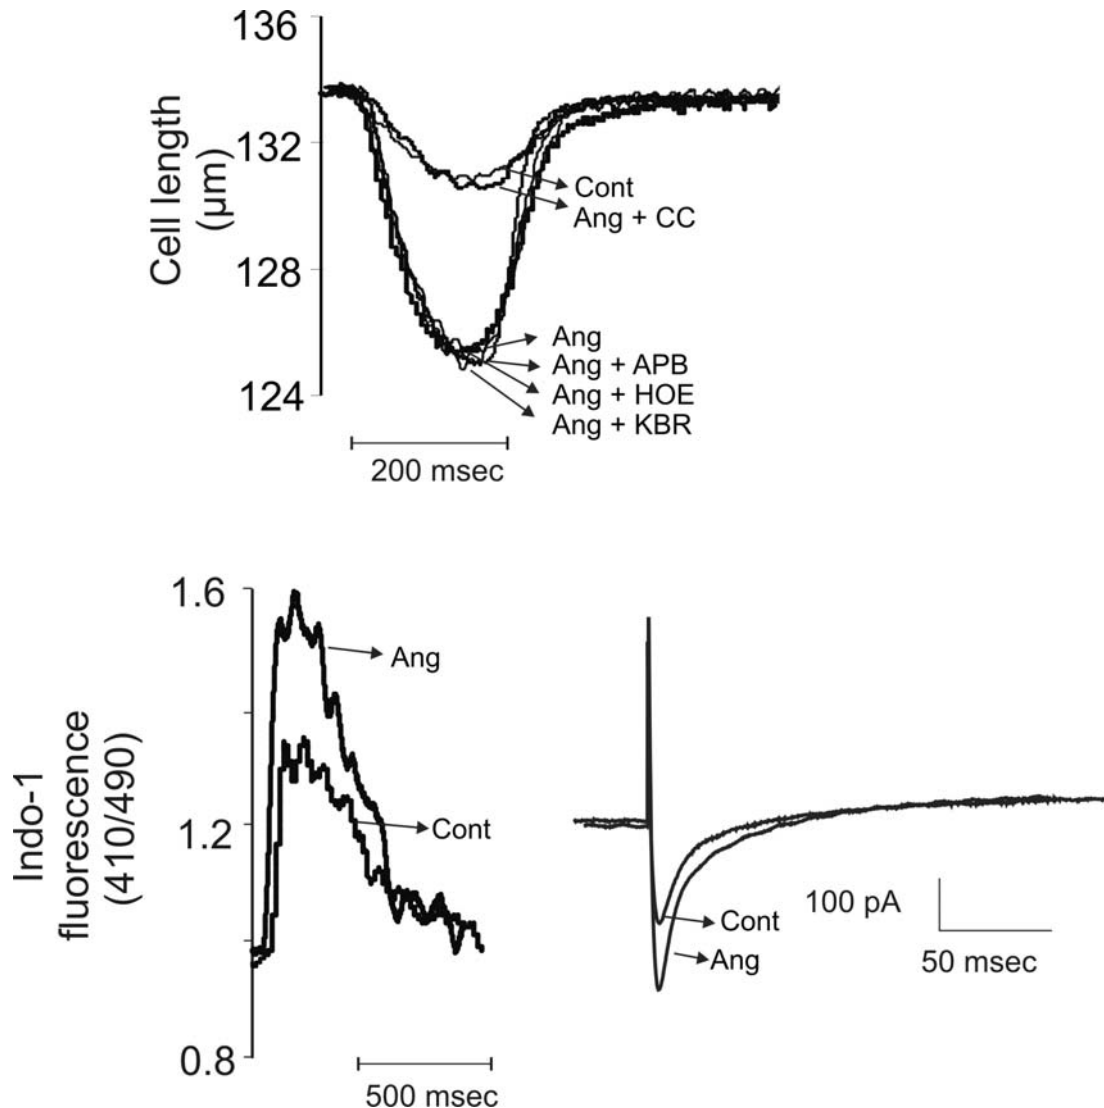 136
132
128
124
Cell length
(μm)
Cont
Ang + CC
Ang
Ang + APB
Ang + HOE
Ang + KBR
200 msec
1.6
1.2
0.8
Indo-1
fluorescence
(410/490)
Ang
Cont
500 msec
Cont
Ang
100 pA
50 msec